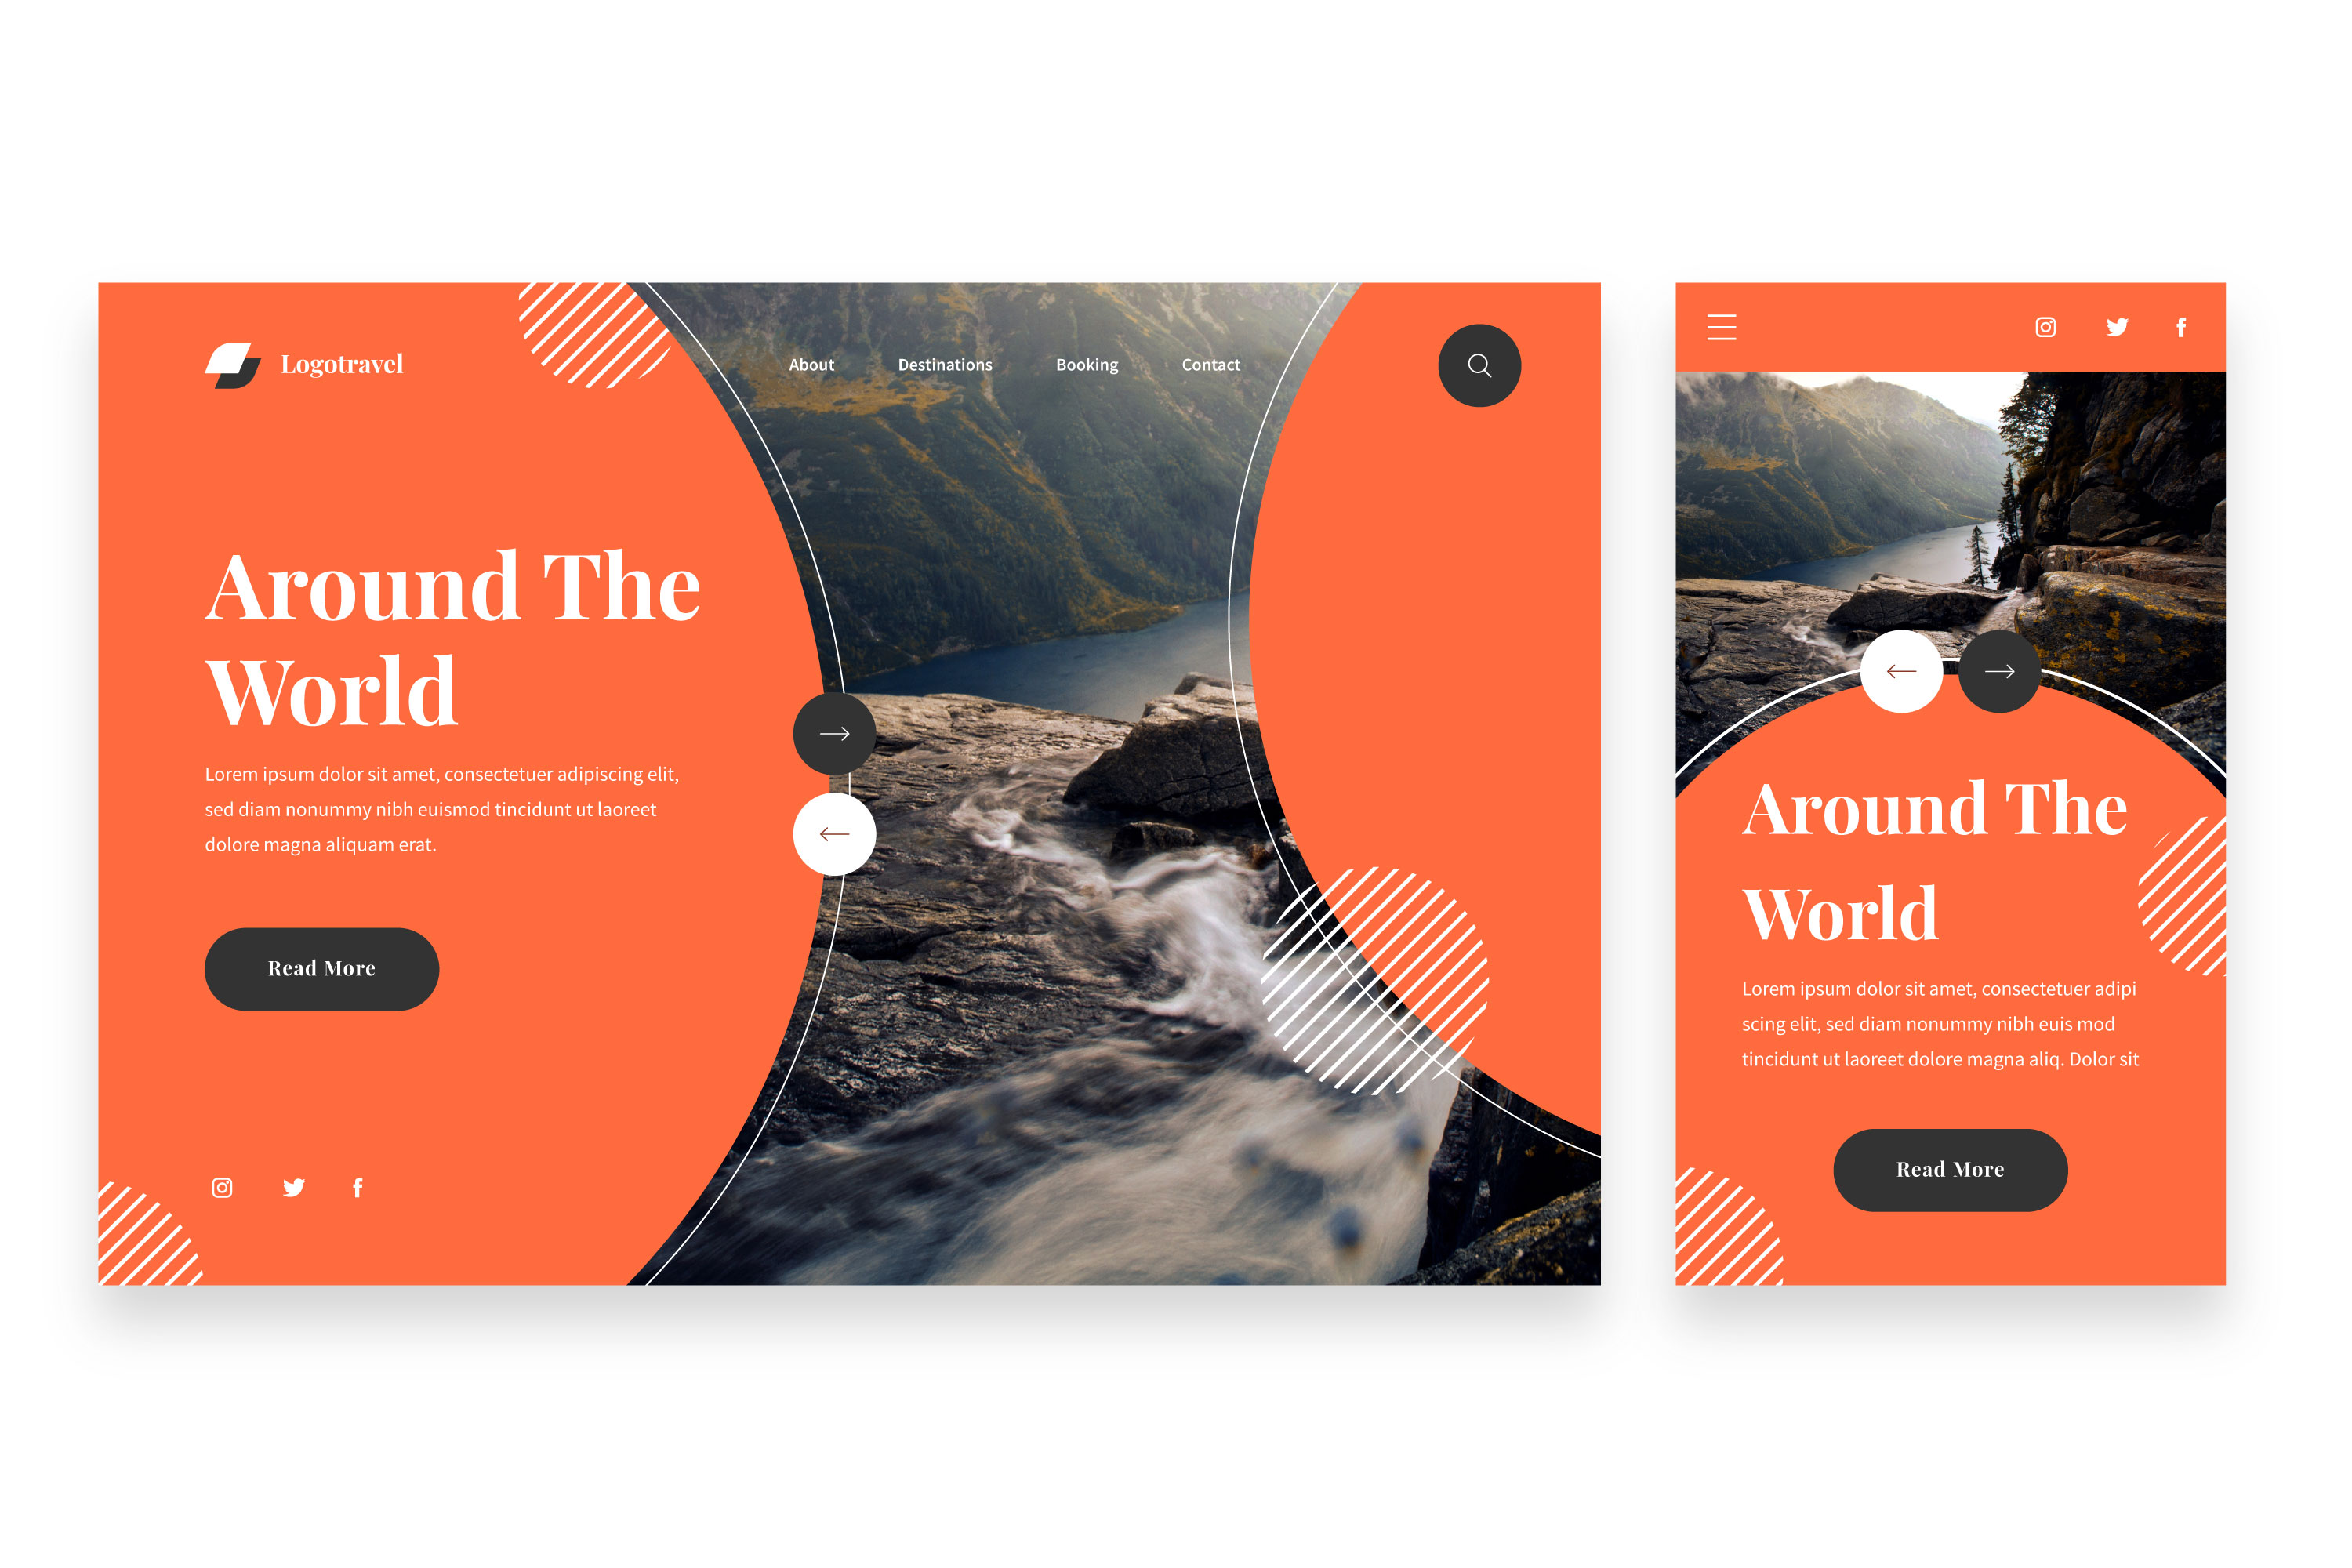 Logotravel
About Destinations Booking Contact
Around The
World
Lorem ipsum dolor sit amet, consectetuer adipiscing elit,
sed diam nonummy nibh euismod tincidunt ut laoreet
dolore magna aliquam erat.
Read More
Around The
World
Lorem ipsum dolor sit amet, consectetuer adipi
scing elit, sed diam nonummy nibh euis mod
tincidunt ut laoreet dolore magna aliq. Dolor sit
Read More